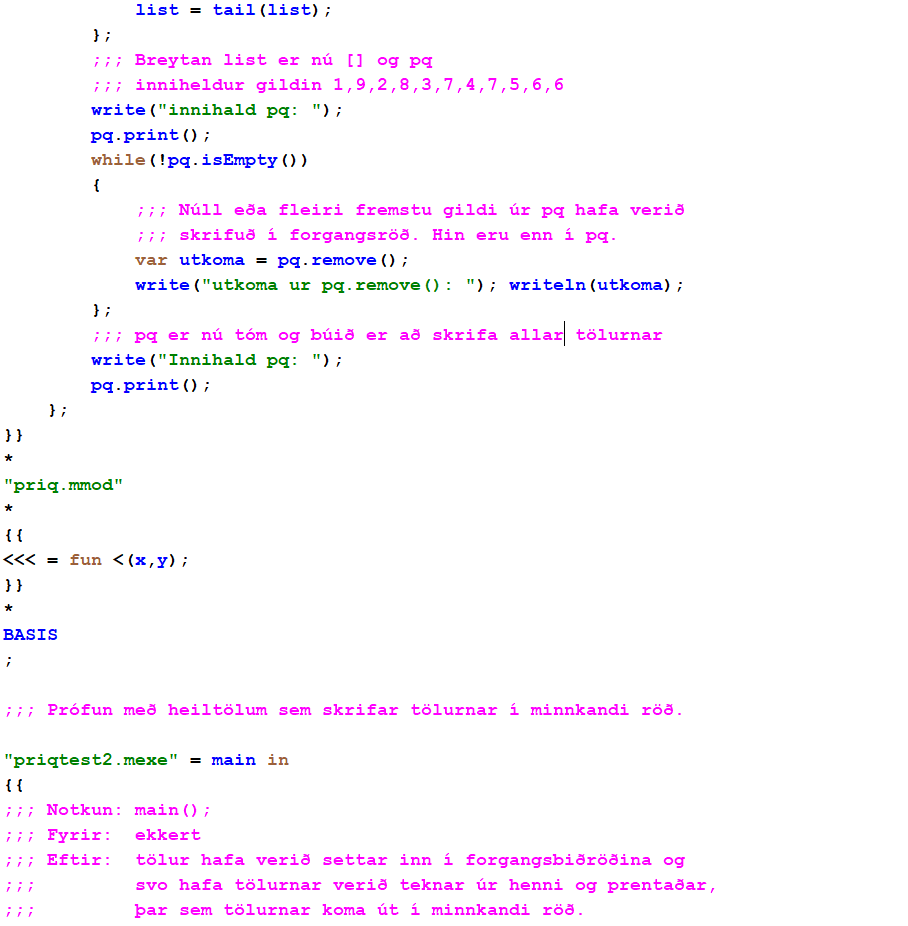 list = tail(list);
        };
        ;;; Breytan list er nú [] og pq
        ;;; inniheldur gildin 1,9,2,8,3,7,4,7,5,6,6
        write("innihald pq: ");
        pq.print();
        while(!pq.isEmpty())
        {
            ;;; Núll eða fleiri fremstu gildi úr pq hafa verið
            ;;; skrifuð í forgangsröð. Hin eru enn í pq.
            var utkoma = pq.remove();
            write("utkoma ur pq.remove(): "); writeln(utkoma);
        };
        ;;; pq er nú tóm og búið er að skrifa allar tölurnar
        write("Innihald pq: ");
        pq.print();
    };
}}
*
"priq.mmod"
*
{{
<<< = fun <(x,y);
}}
*
BASIS
;

;;; Prófun með heiltölum sem skrifar tölurnar í minnkandi röð.

"priqtest2.mexe" = main in
{{
;;; Notkun: main();
;;; Fyrir:  ekkert
;;; Eftir:  tölur hafa verið settar inn í forgangsbiðröðina og
;;;         svo hafa tölurnar verið teknar úr henni og prentaðar,
;;;         þar sem tölurnar koma út í minnkandi röð.